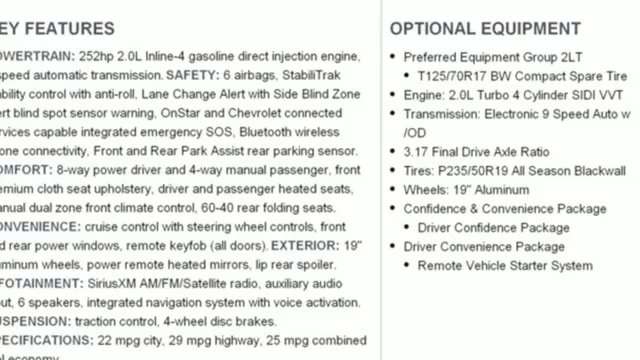 EY FEATURES
OWERTRAIN: 252hp 2.0L Inline-4 gasoline direct injection engine,
speed automatic transmission. SAFETY: 6 airbags, StabiliTrak
bility control with anti-roll, Lane Change Alert with Side Blind Zone
ert blind spot sensor warning, OnStar and Chevrolet connected
rvices capable integrated emergency SOS, Bluetooth wireless
one connectivity, Front and Rear Park Assist rear parking sensor.
OMFORT: 8-way power driver and 4-way manual passenger, front
emium cloth seat upholstery, driver and passenger heated seats,
anual dual zone front climate control, 60-40 rear folding seats.
ONVENIENCE: cruise control with steering wheel controls, front
d rear power windows, remote keyfob (all doors). EXTERIOR: 19"
uminum wheels, power remote heated mirrors, lip rear spoiler.
FOTAINMENT: SiriusXM AM/FM/Satellite radio, auxiliary audio
out, 6 speakers, integrated navigation system with voice activation.
USPENSION: traction control, 4-wheel disc brakes.
PECIFICATIONS: 22 mpg city, 29 mpg highway, 25 mpg combined
el economy
OPTIONAL EQUIPMENT
• Preferred Equipment Group 2LT
• T125/70R17 BW Compact Spare Tire
• Engine: 2.0L Turbo 4 Cylinder SIDI VVT
• Transmission: Electronic 9 Speed Auto w
/OD
• 3.17 Final Drive Axle Ratio
• Tires: P235/50R19 All Season Blackwall
• Wheels: 19" Aluminum
• Confidence & Convenience Package
• Driver Confidence Package
• Driver Convenience Package
• Remote Vehicle Starter System